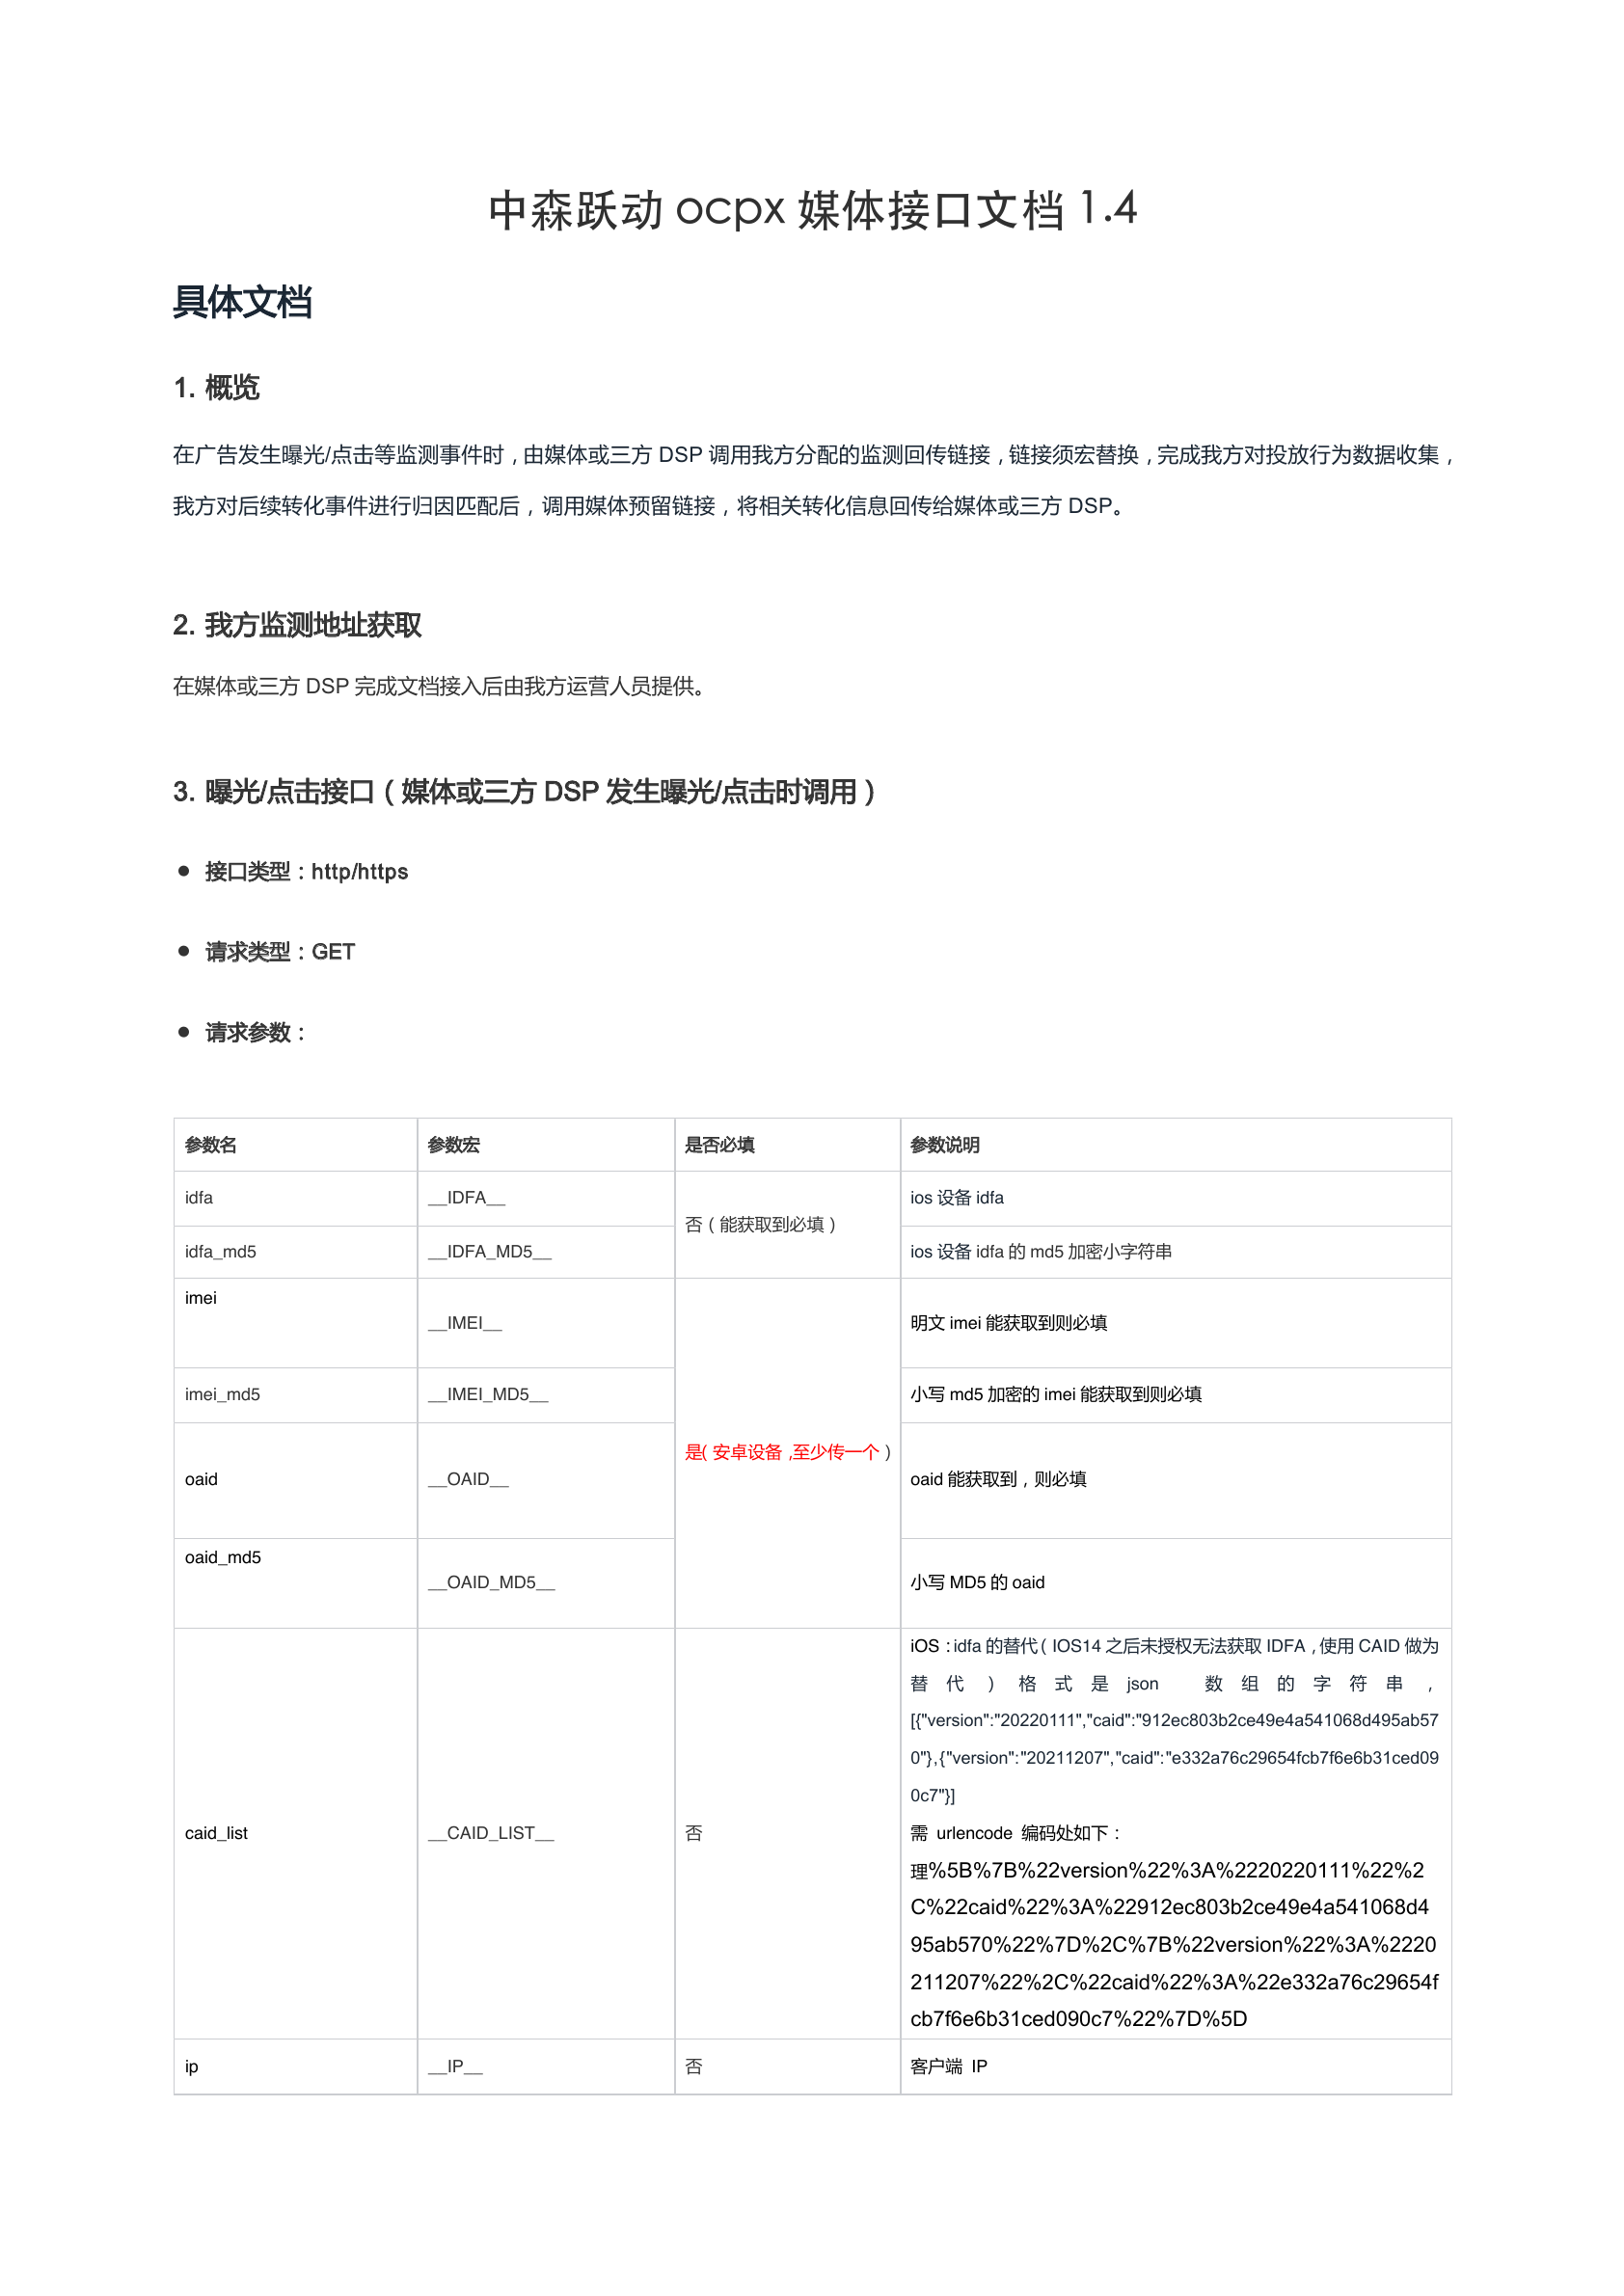 中森跃动 ocpx 媒体接口文档 1.4
具体文档
1. 概览
在广告发生曝光/点击等监测事件时，由媒体或三方 DSP 调用我方分配的监测回传链接，链接须宏替换，完成我方对投放行为数据收集，
我方对后续转化事件进行归因匹配后，调用媒体预留链接，将相关转化信息回传给媒体或三方 DSP。
2. 我方监测地址获取
在媒体或三方 DSP 完成文档接入后由我方运营人员提供。
3. 曝光/点击接口（媒体或三方 DSP 发生曝光/点击时调用）
● 接口类型：http/https
● 请求类型：GET
● 请求参数：
参数名 参数宏 是否必填 参数说明
idfa __IDFA__ 否（能获取到必填） ios 设备 idfa
idfa_md5 __IDFA_MD5__ ios 设备 idfa 的 md5 加密小字符串
imei __IMEI__ 明文 imei 能获取到则必填
imei_md5 __IMEI_MD5__ 小写 md5 加密的 imei 能获取到则必填
是（安卓设备，至少传一个）
oaid __OAID__ oaid 能获取到，则必填
oaid_md5 __OAID_MD5__ 小写 MD5 的 oaid
caid_list __CAID_LIST__ 否
iOS：idfa 的替代（IOS14 之后未授权无法获取 IDFA，使用 CAID 做为
替代）格式是 json 数组的字符串，
[{"version":"20220111","caid":"912ec803b2ce49e4a541068d495ab57
0"},{"version":"20211207","caid":"e332a76c29654fcb7f6e6b31ced09
0c7"}]
需 urlencode 编码处如下：
理%5B%7B%22version%22%3A%2220220111%22%2
C%22caid%22%3A%22912ec803b2ce49e4a541068d4
95ab570%22%7D%2C%7B%22version%22%3A%2220
211207%22%2C%22caid%22%3A%22e332a76c29654f
cb7f6e6b31ced090c7%22%7D%5D
ip __IP__ 否 客户端 IP